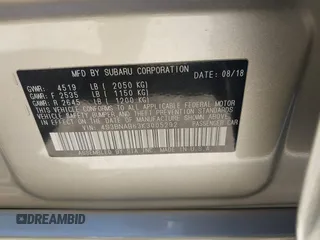 MFD. BY SUBARU CORPORATION
DATE: 08/18
GVWR: 4519 LB ( 2050 KG)
GAWR: F 2535 LB ( 1150 KG)
GAWR: R 2645 LB ( 1200 KG)
THIS VEHICLE CONFORMS TO ALL APPLICABLE FEDERAL MOTOR
VEHICLE SAFETY, BUMPER, AND THEFT PREVENTION STANDARDS
IN EFFECT ON THE DATE OF MANUFACTURE SHOWN ABOVE.
VIN: 4S3BNAB63K3005392
PASSENGER CAR
DREAMBID